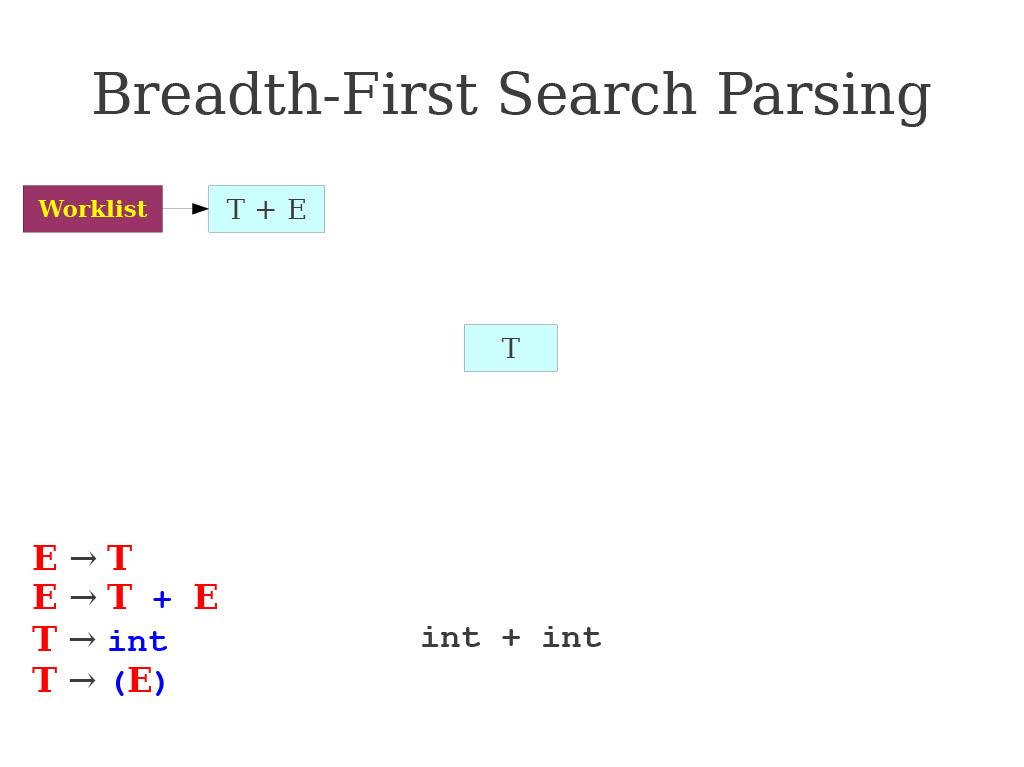 Breadth-First Search Parsing
Worklist
T + E
T
E → T
E → T + E
T → int
T → (E)
int + int